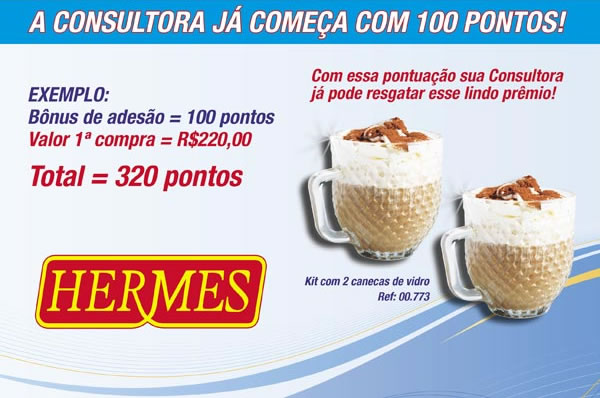 A CONSULTORA JÁ COMEÇA COM 100 PONTOS!
EXEMPLO:
Bônus de adesão = 100 pontos
Valor 1ª compra = R$220,00
Total = 320 pontos
Com essa pontuação sua Consultora
já pode resgatar esse lindo prêmio!
Kit com 2 canecas de vidro
Ref: 00.773
HERMES